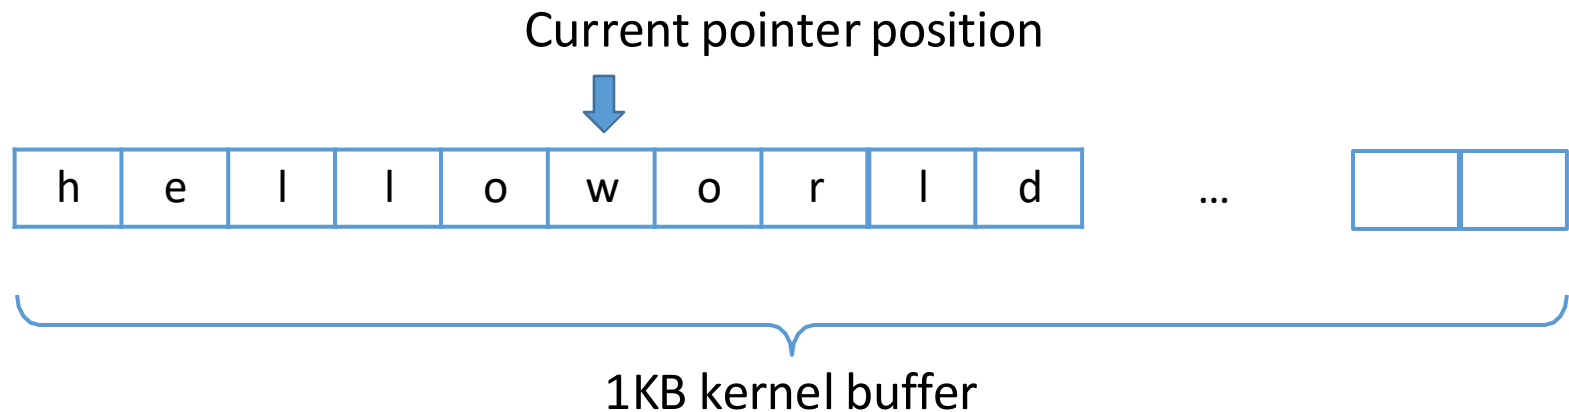 Current pointer position
h e l l o w o r l d ...
1KB kernel buffer